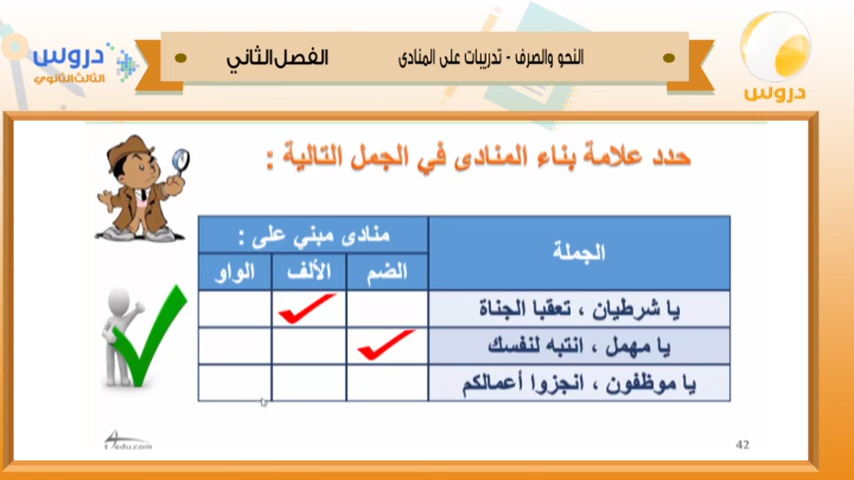 النحو والصرف - تدريبات على المنادى
الفصل الثاني
دروس
الثالث الثانوي
دروس
حدد علامة بناء المنادى في الجمل التالية :
الجملة
منادى مبني على :
الضم
الألف
الواو
يا شرطيان ، تعقبا الجناة
يا مهمل ، انتبه لنفسك
يا موظفون ، انجزوا أعمالكم
42